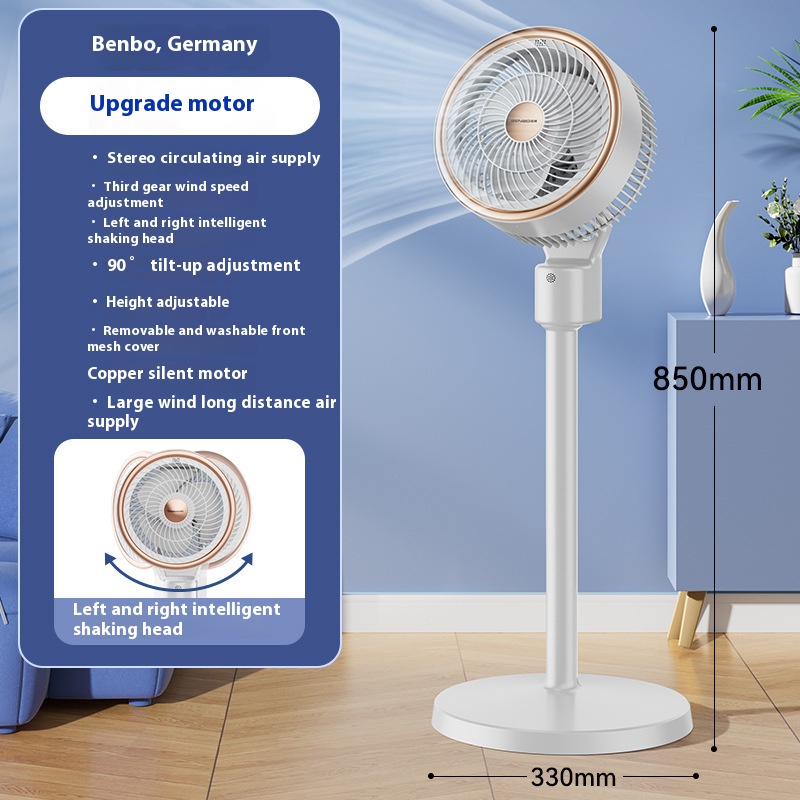 Benbo, Germany
Upgrade motor
· Stereo circulating air supply
· Third gear wind speed
adjustment
· Left and right intelligent
shaking head
· 90° tilt-up adjustment
· Height adjustable
· Removable and washable front
mesh cover
Copper silent motor
· Large wind long distance air
supply
Left and right intelligent
shaking head
850mm
330mm